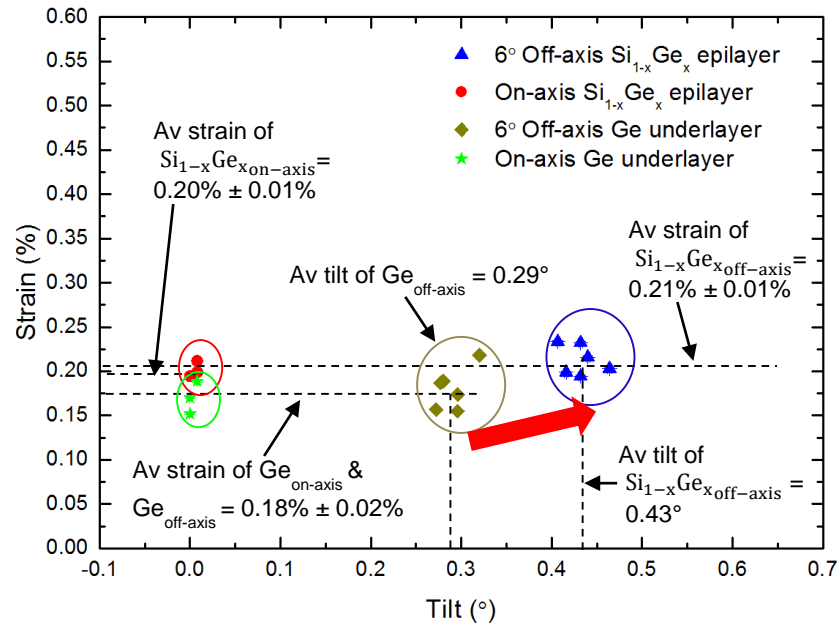 6° Off-axis Si1-xGex epilayer
On-axis Si1-xGex epilayer
6° Off-axis Ge underlayer
On-axis Ge underlayer
Av strain of
Si1−xGexon−axis=
0.20% ± 0.01%
Av tilt of Geoff-axis = 0.29°
Av strain of
Si1−xGexoff−axis=
0.21% ± 0.01%
Av strain of Geon-axis &
Geoff-axis = 0.18% ± 0.02%
Av tilt of
Si1−xGexoff−axis =
0.43°
Strain (%)
0.60
0.55
0.50
0.45
0.40
0.35
0.30
0.25
0.20
0.15
0.10
0.05
0.00
-0.1 0.0 0.1 0.2 0.3 0.4 0.5 0.6 0.7
Tilt (°)